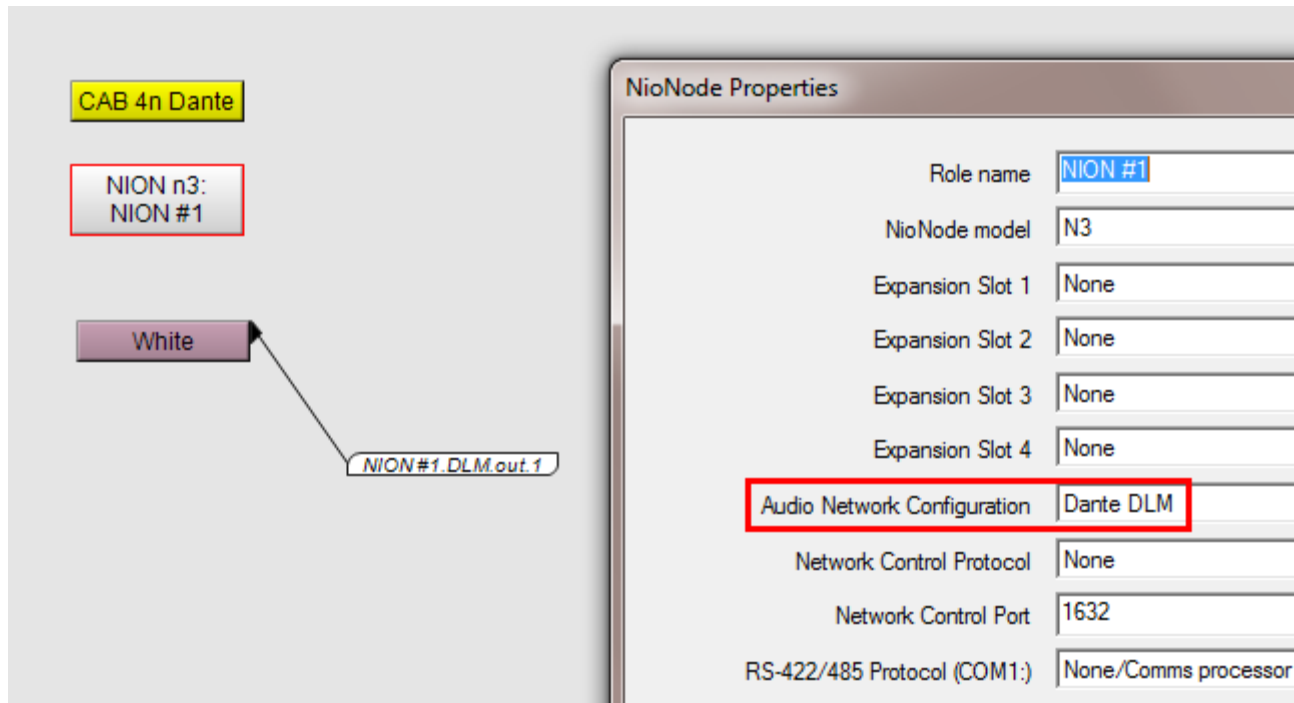 CAB 4n Dante
NION n3:
NION #1
White
NION#1.DLM.out.1
NioNode Properties
Role name NION #1
NioNode model N3
Expansion Slot 1 None
Expansion Slot 2 None
Expansion Slot 3 None
Expansion Slot 4 None
Audio Network Configuration Dante DLM
Network Control Protocol None
Network Control Port 1632
RS-422/485 Protocol (COM1:) None/Comms processor